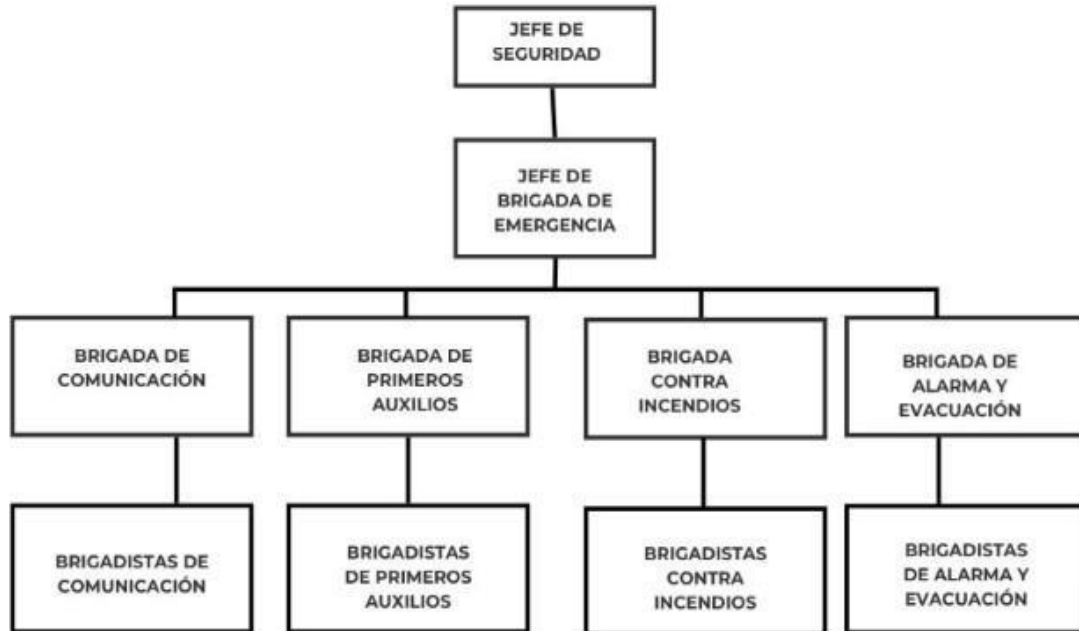 JEFE DE
SEGURIDAD
JEFE DE
BRIGADA DE
EMERGENCIA
BRIGADA DE
COMUNICACIÓN
BRIGADA DE
PRIMEROS
AUXILIOS
BRIGADA
CONTRA
INCENDIOS
BRIGADA DE
ALARMA Y
EVACUACIÓN
BRIGADISTAS DE
COMUNICACIÓN
BRIGADISTAS
DE PRIMEROS
AUXILIOS
BRIGADISTAS
CONTRA
INCENDIOS
BRIGADISTAS
DE ALARMA Y
EVACUACIÓN